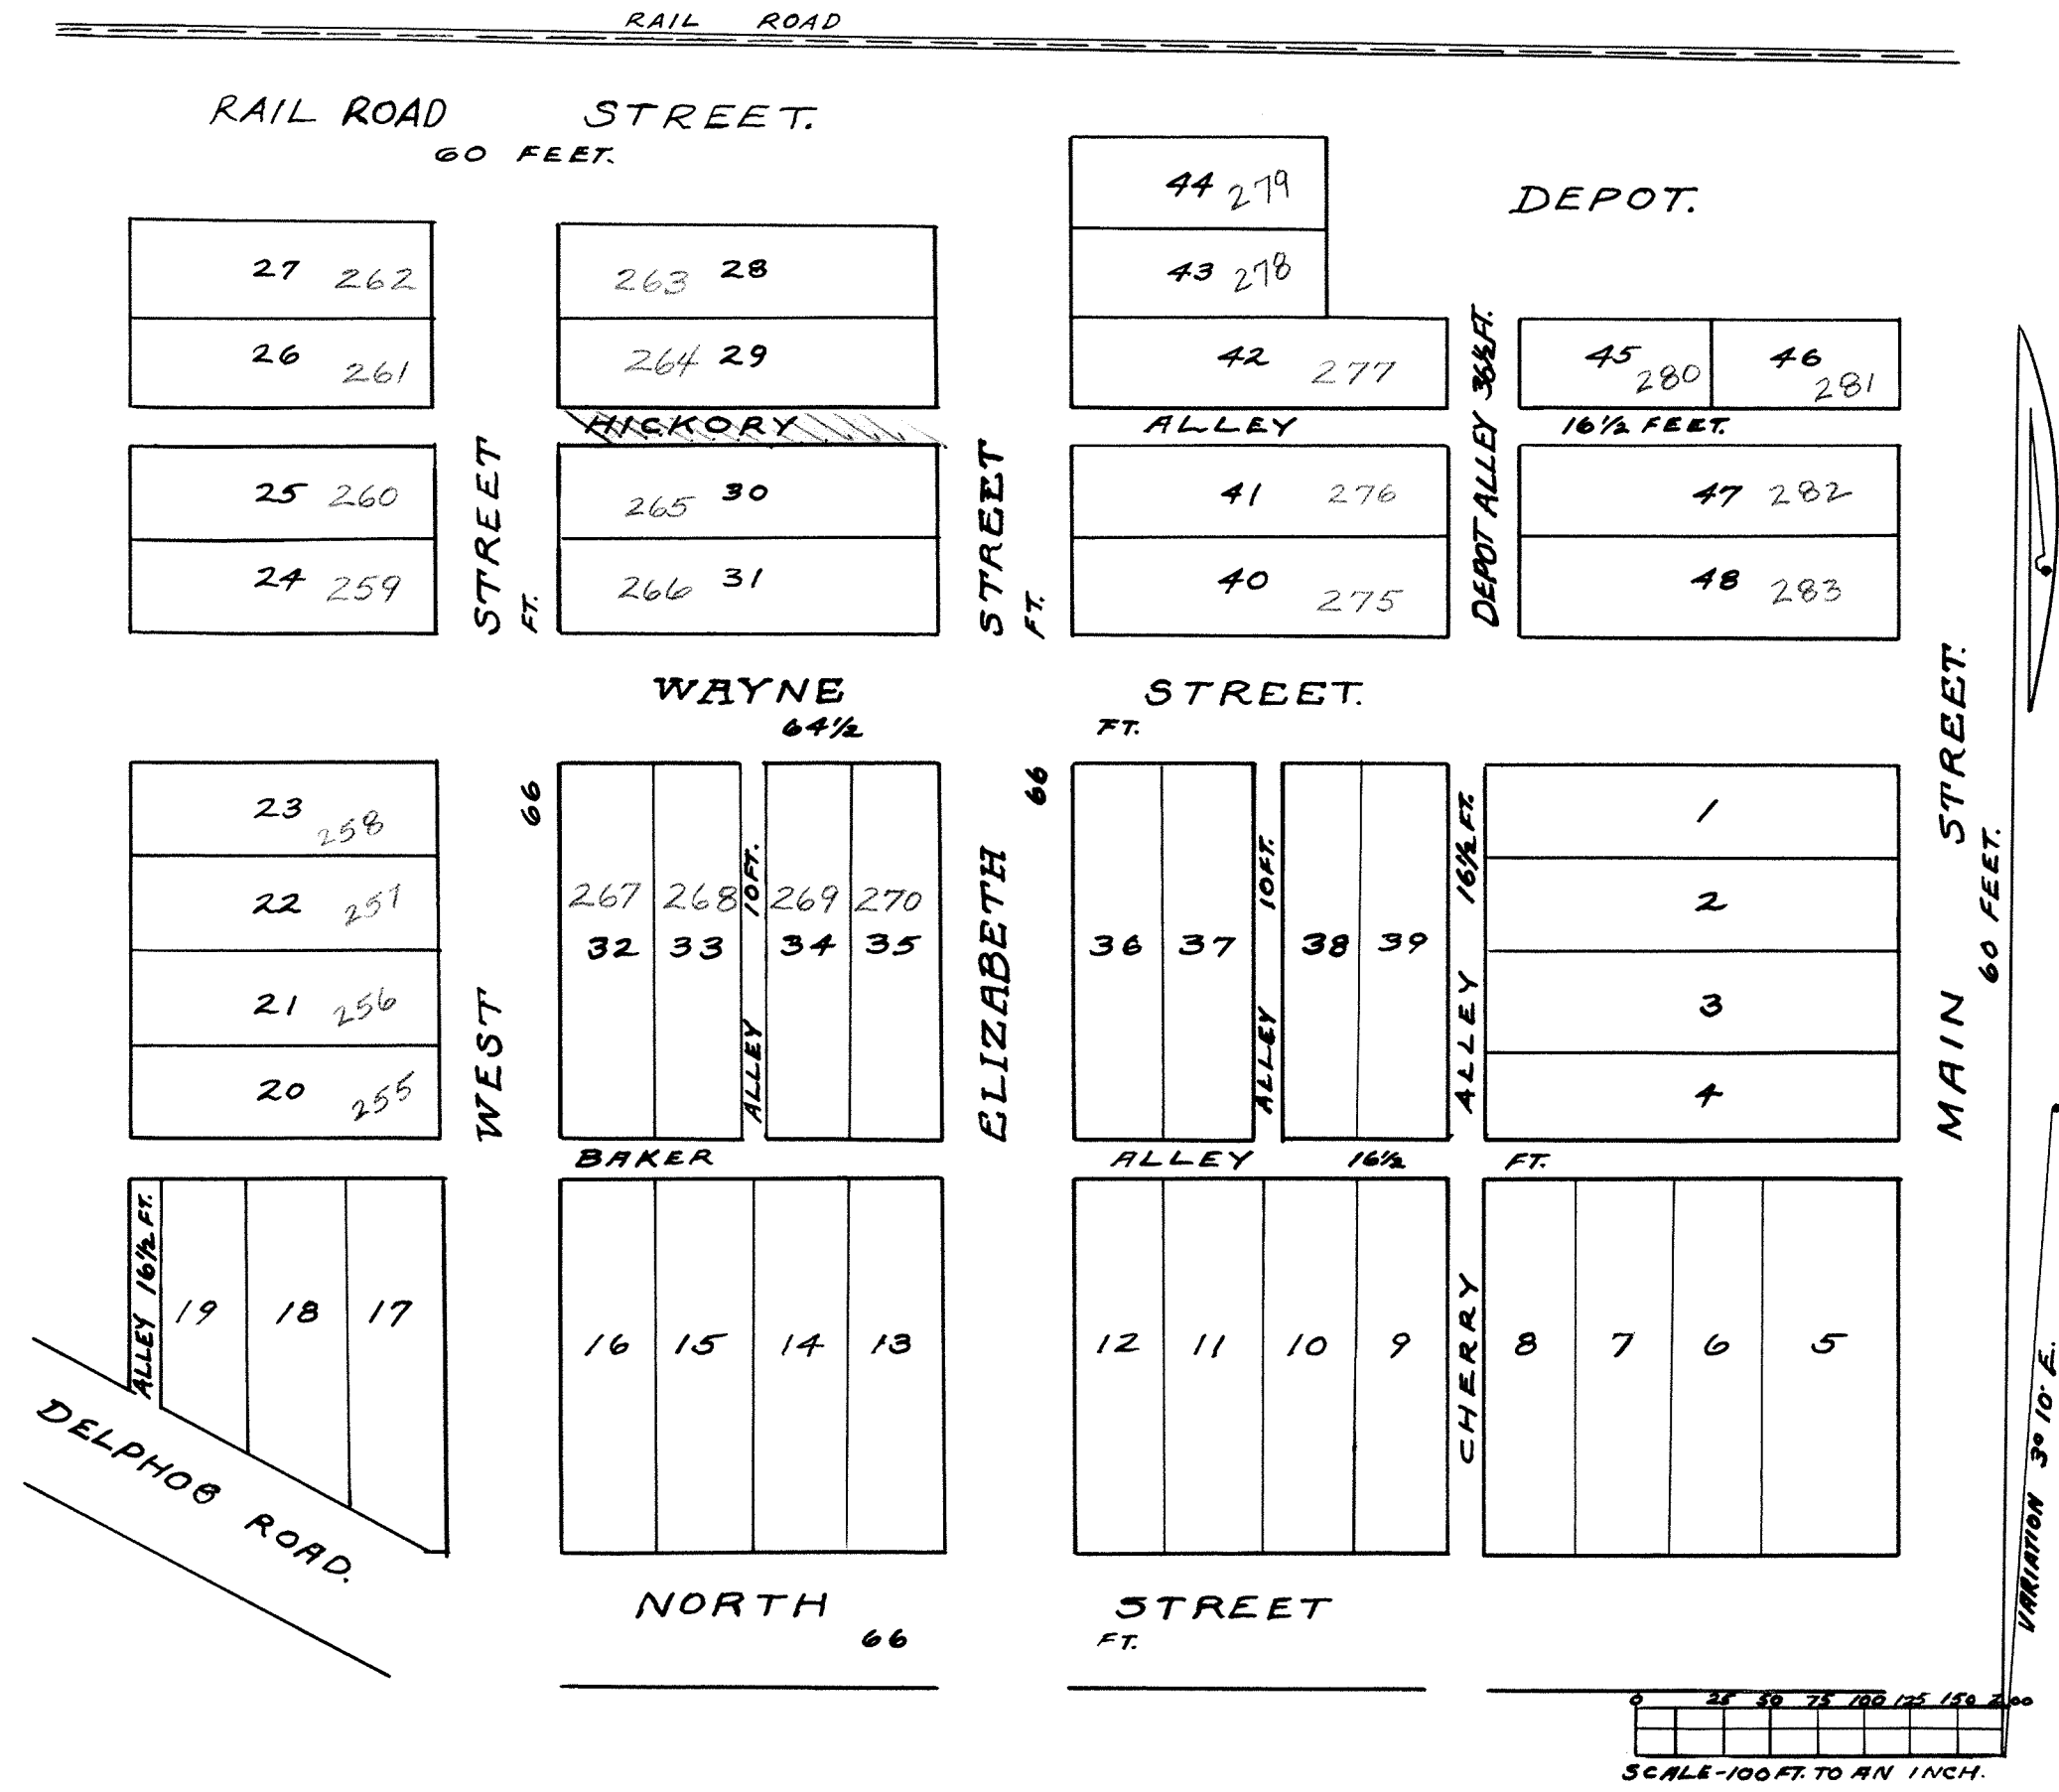 RAIL ROAD
RAIL ROAD STREET.
60 FEET.
DEPOT.
44 279
43 278
27 262
263 28
26 261
264 29
42 277
45 280
46 281
HICKORY ALLEY 16½ FEET.
DEPOT ALLEY 36½ FT.
25 260
265 30
41 276
47 282
24 259
266 31
40 275
48 283
WAYNE STREET.
64½ FT.
WEST STREET
66 FT.
ELIZABETH STREET
66 FT.
MAIN STREET.
60 FEET.
23 258
22 257
21 256
20 255
267 268 269 270
32 33 34 35
ALLEY 10FT.
36 37 38 39
ALLEY 10FT.
CHERRY ALLEY 16½ FT.
1
2
3
4
BAKER ALLEY 16½ FT.
ALLEY 16½ FT.
19 18 17
16 15 14 13
12 11 10 9
8 7 6 5
DELPHOS ROAD.
NORTH STREET
66 FT.
VARIATION 3° 10' E.
0 25 50 75 100 125 150 200
SCALE-100 FT. TO AN INCH.